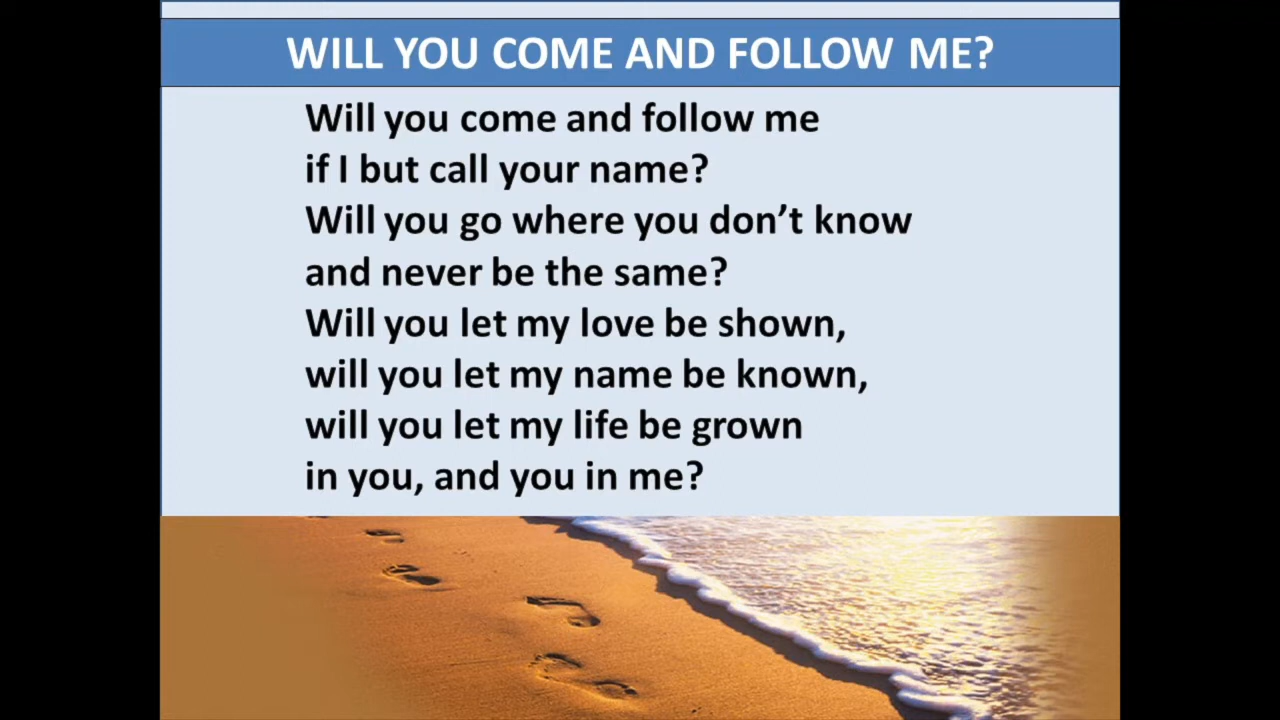 WILL YOU COME AND FOLLOW ME?
Will you come and follow me
if I but call your name?
Will you go where you don’t know
and never be the same?
Will you let my love be shown,
will you let my name be known,
will you let my life be grown
in you, and you in me?